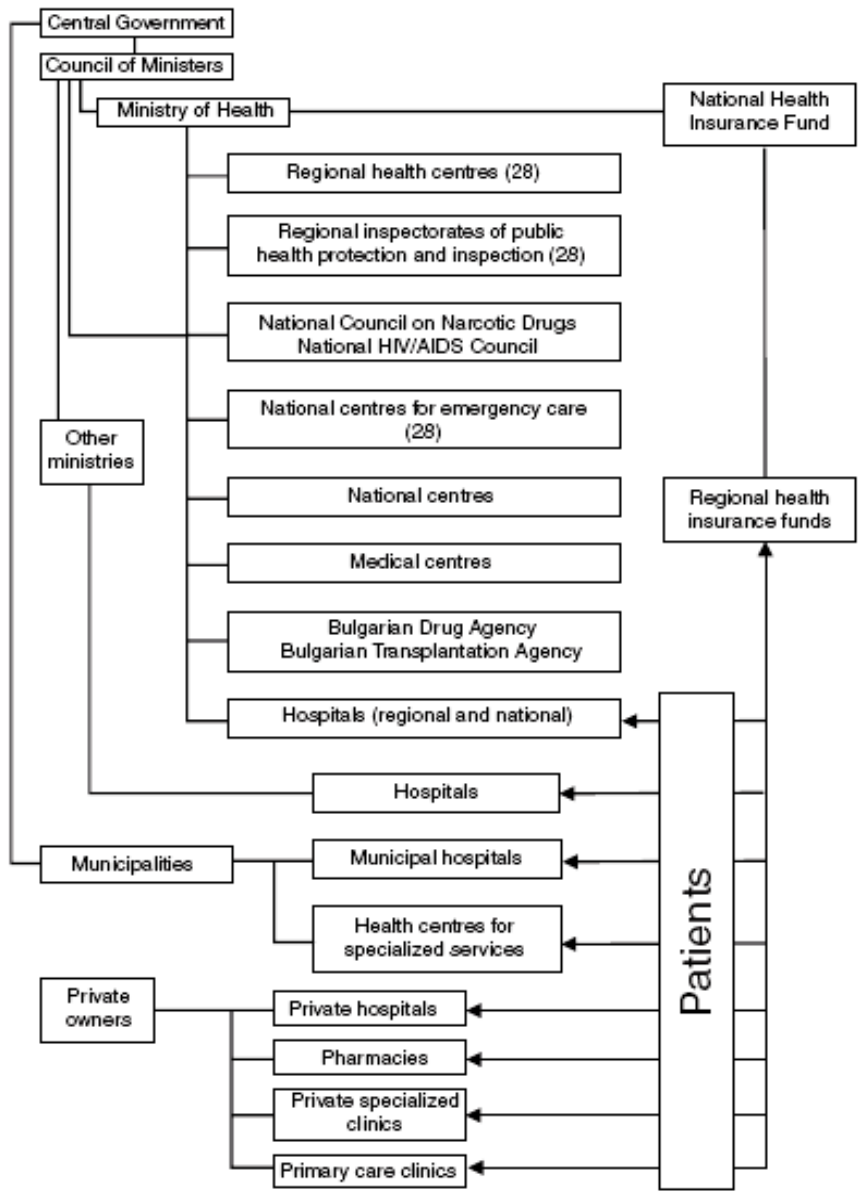 Central Government
Council of Ministers
Ministry of Health
National Health
Insurance Fund
Regional health centres (28)
Regional inspectorates of public
health protection and inspection (28)
National Council on Narcotic Drugs
National HIV/AIDS Council
National centres for emergency care
(28)
Other
ministries
National centres
Regional health
insurance funds
Medical centres
Bulgarian Drug Agency
Bulgarian Transplantation Agency
Hospitals (regional and national)
Hospitals
Municipalities
Municipal hospitals
Health centres for
specialized services
Patients
Private
owners
Private hospitals
Pharmacies
Private specialized
clinics
Primary care clinics